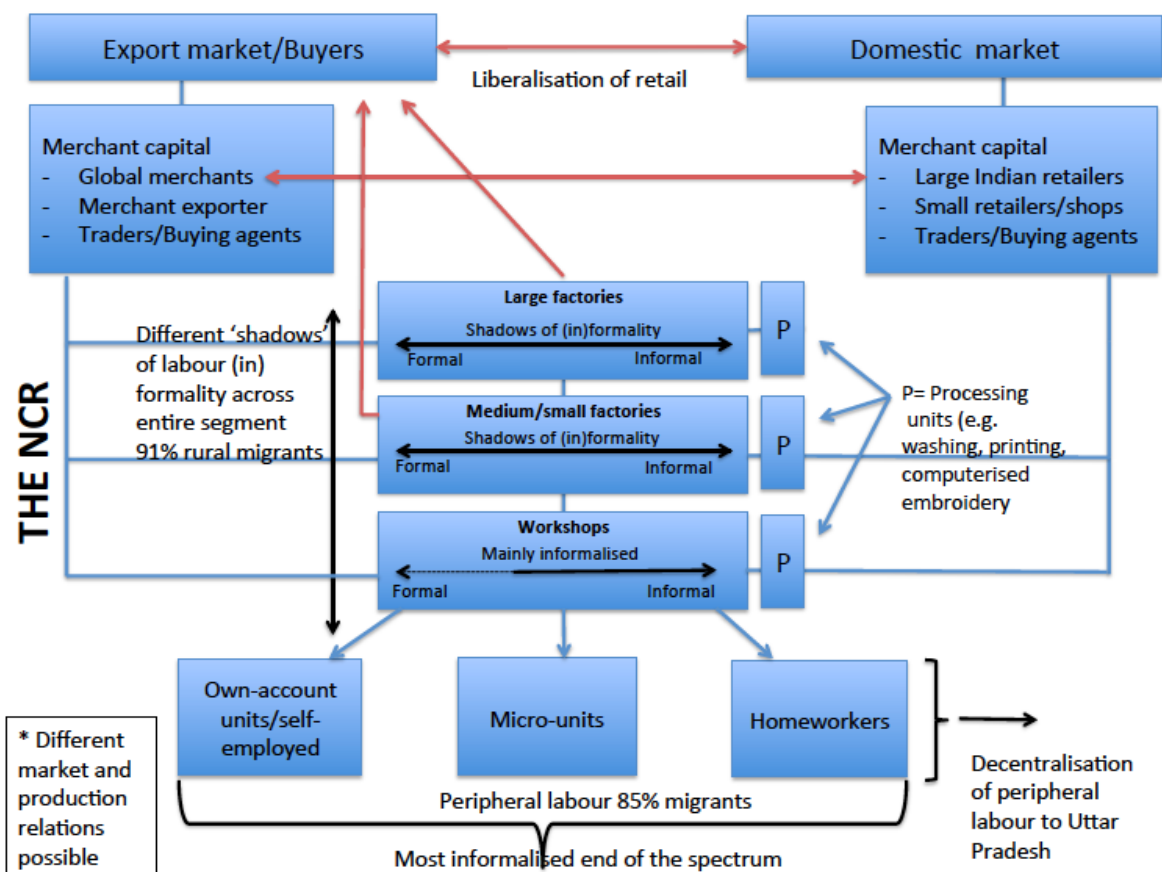 Export market/Buyers
Domestic market
Liberalisation of retail
Merchant capital
- Global merchants
- Merchant exporter
- Traders/Buying agents
Merchant capital
- Large Indian retailers
- Small retailers/shops
- Traders/Buying agents
THE NCR
Different ‘shadows’
of labour (in)
formality across
entire segment
91% rural migrants
Large factories
Shadows of (in)formality
Formal Informal
P
Medium/small factories
Shadows of (in)formality
Formal Informal
P
Workshops
Mainly informalised
Formal Informal
P
P= Processing
units (e.g.
washing, printing,
computerised
embroidery
Own-account
units/self-
employed
Micro-units
Homeworkers
* Different
market and
production
relations
possible
Peripheral labour 85% migrants
Most informalised end of the spectrum
Decentralisation
of peripheral
labour to Uttar
Pradesh